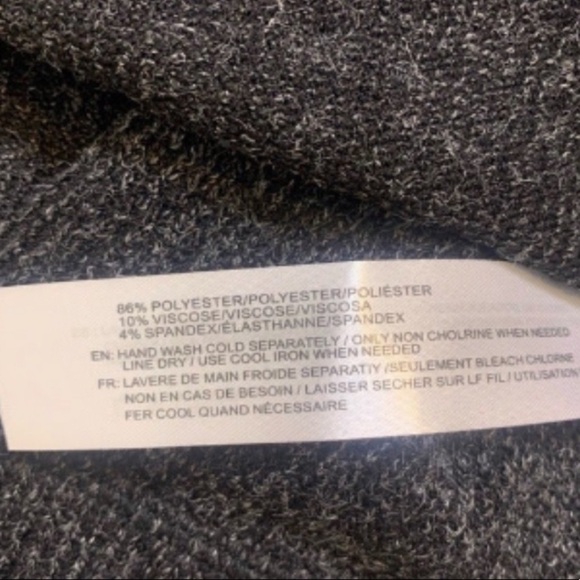 86% POLYESTER/POLYESTER/POLIÉSTER
10% VISCOSE/VISCOSE/VISCOSA
4% SPANDEX/ÉLASTHANNE/SPANDEX
EN: HAND WASH COLD SEPARATELY / ONLY NON CHOLRINE WHEN NEEDED
LINE DRY / USE COOL IRON WHEN NEEDED
FR: LAVERE DE MAIN FROIDE SEPARATIY /SEULEMENT BLEACH CHLORINE
NON EN CAS DE BESOIN / LAISSER SECHER SUR LF FIL / UTILISATION
FER COOL QUAND NÉCESSAIRE